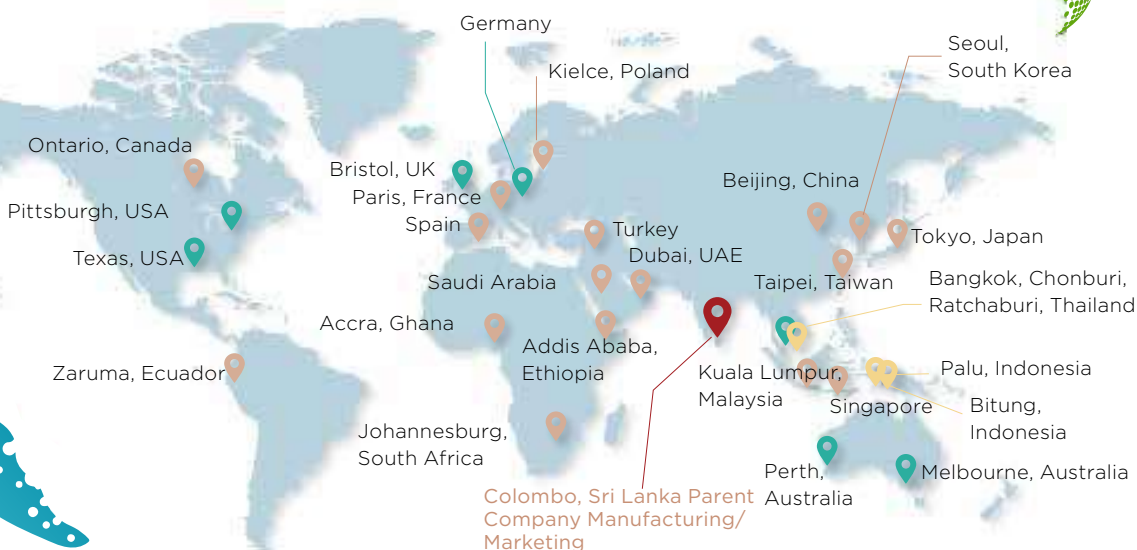 Germany
Seoul,
South Korea
Kielce, Poland
Ontario, Canada
Bristol, UK
Paris, France
Spain
Beijing, China
Pittsburgh, USA
Texas, USA
Turkey
Dubai, UAE
Tokyo, Japan
Saudi Arabia
Taipei, Taiwan
Bangkok, Chonburi,
Ratchaburi, Thailand
Accra, Ghana
Addis Ababa,
Ethiopia
Zaruma, Ecuador
Kuala Lumpur,
Malaysia
Palu, Indonesia
Singapore
Bitung,
Indonesia
Johannesburg,
South Africa
Perth,
Australia
Melbourne, Australia
Colombo, Sri Lanka Parent
Company Manufacturing/
Marketing